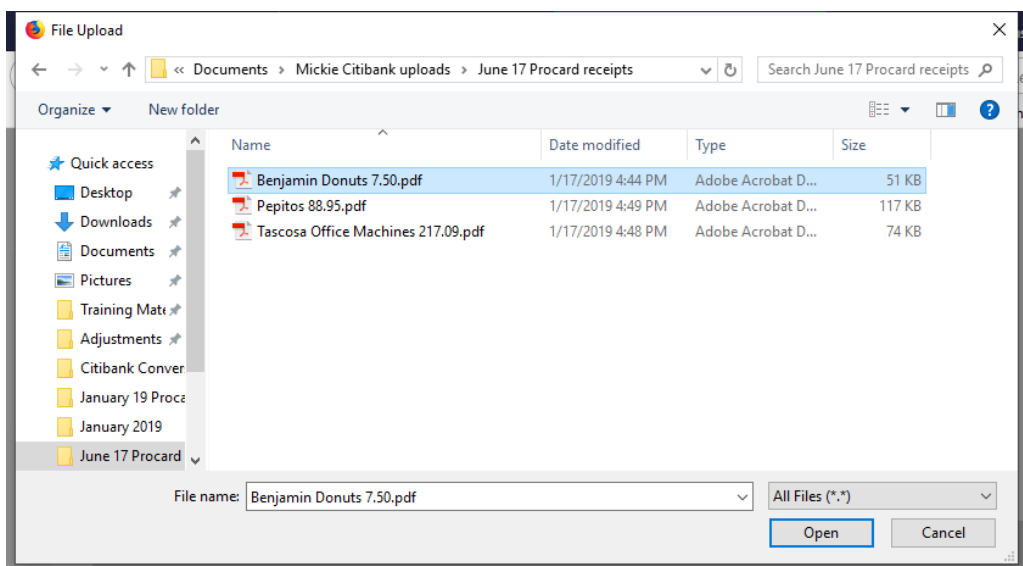 File Upload
« Documents > Mickie Citibank uploads > June 17 Procard receipts
Search June 17 Procard receipts
Organize
New folder
Name
Date modified
Type
Size
Quick access
Desktop
Downloads
Documents
Pictures
Training Mate
Adjustments
Citibank Conver
January 19 Proca
January 2019
June 17 Procard
Benjamin Donuts 7.50.pdf 1/17/2019 4:44 PM Adobe Acrobat D... 51 KB
Pepitos 88.95.pdf 1/17/2019 4:49 PM Adobe Acrobat D... 117 KB
Tascosa Office Machines 217.09.pdf 1/17/2019 4:48 PM Adobe Acrobat D... 74 KB
File name: Benjamin Donuts 7.50.pdf
All Files (*.*)
Open
Cancel